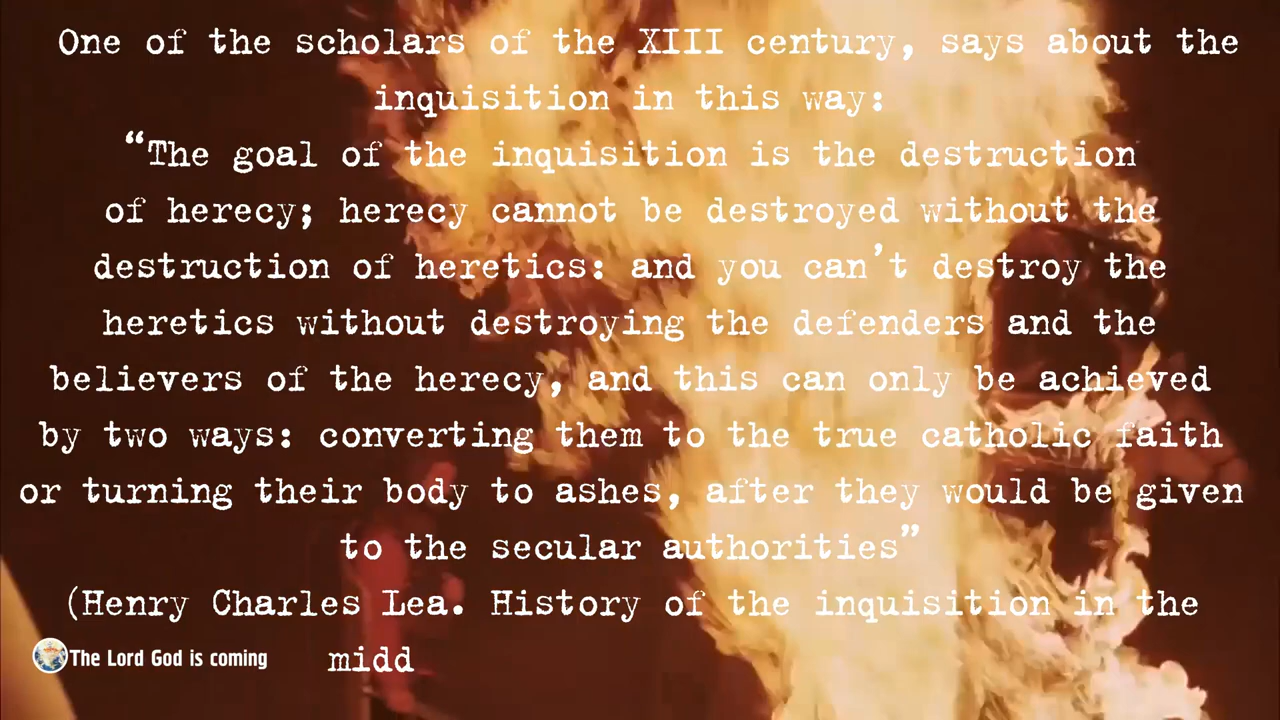 One of the scholars of the XIII century, says about the
inquisition in this way:
“The goal of the inquisition is the destruction
of herecy; herecy cannot be destroyed without the
destruction of heretics: and you can’t destroy the
heretics without destroying the defenders and the
believers of the herecy, and this can only be achieved
by two ways: converting them to the true catholic faith
or turning their body to ashes, after they would be given
to the secular authorities”
(Henry Charles Lea. History of the inquisition in the
midd
The Lord God is coming